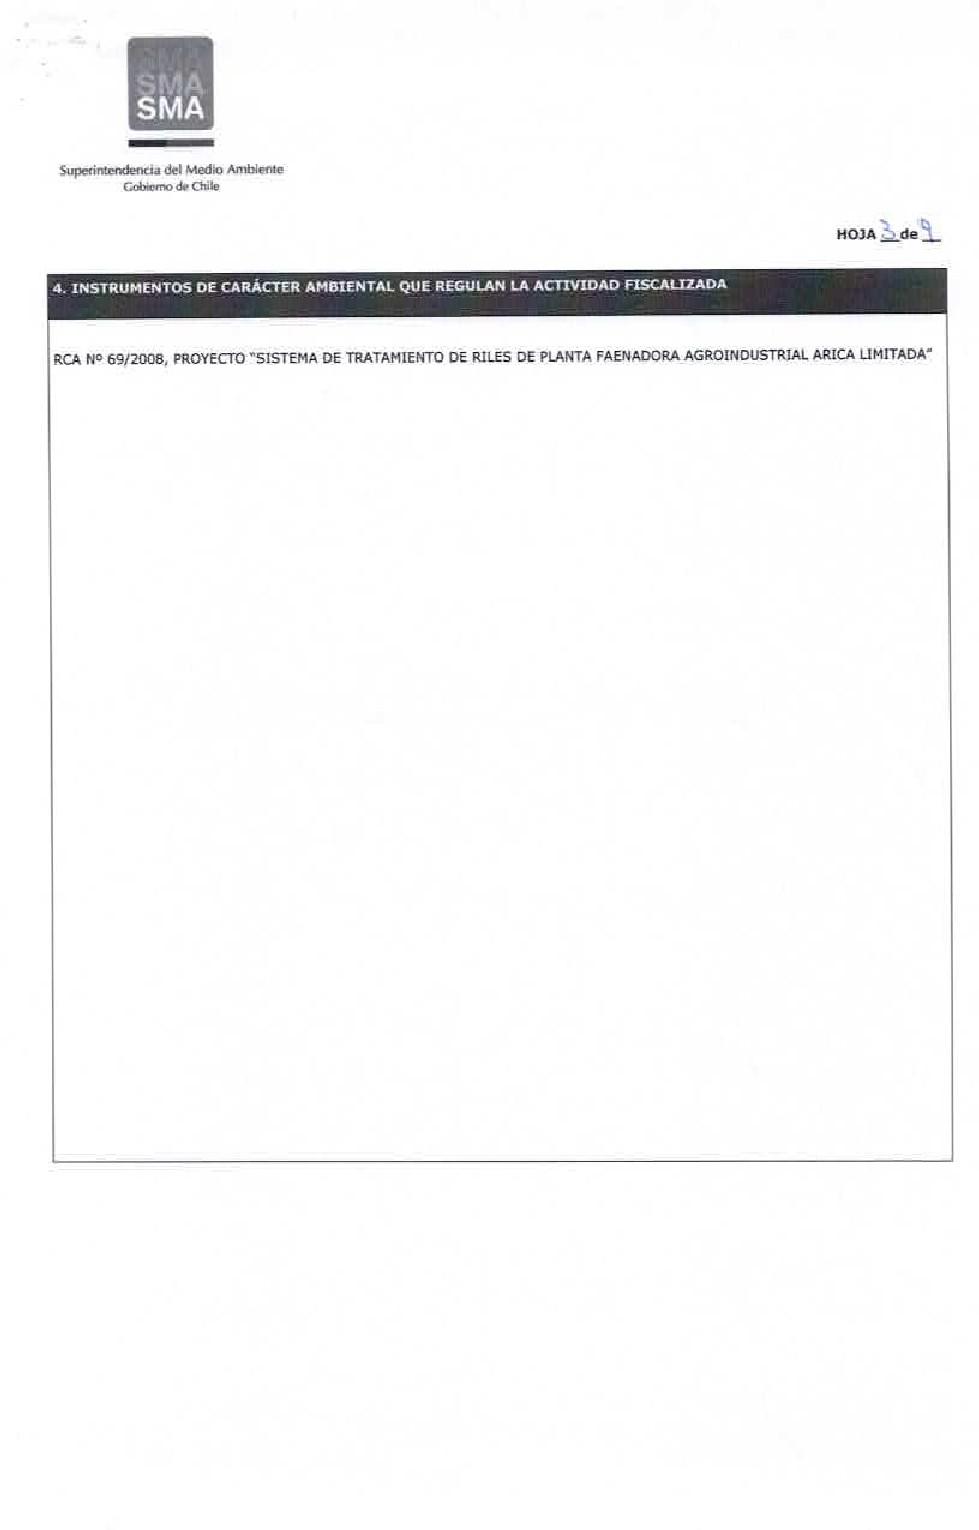 SMA
SMA
SMA
Superintendencia del Medio Ambiente
Gobierno de Chile
HOJA 3 de 9
4. INSTRUMENTOS DE CARÁCTER AMBIENTAL QUE REGULAN LA ACTIVIDAD FISCALIZADA
RCA Nº 69/2008, PROYECTO "SISTEMA DE TRATAMIENTO DE RILES DE PLANTA FAENADORA AGROINDUSTRIAL ARICA LIMITADA"